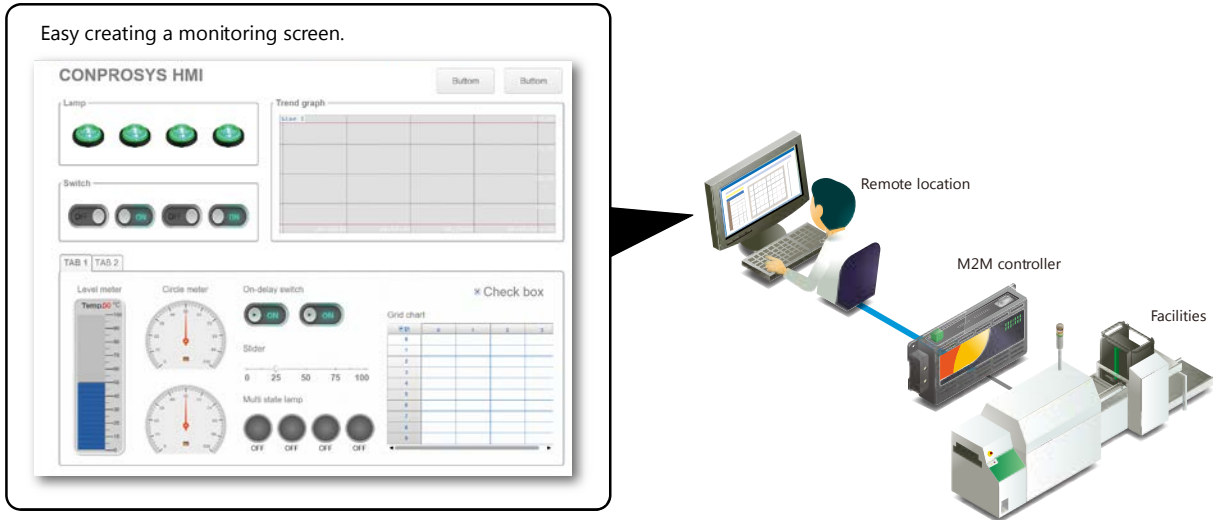 Easy creating a monitoring screen.
CONPROSYS HMI
Buttom
Buttom
Lamp
Trend graph
Switch
OFF
ON
OFF
ON
TAB 1
TAB 2
Level meter
Circle meter
On-delay switch
Check box
Temp.50 °C
ON
ON
Grid chart
Slider
0 25 50 75 100
Multi state lamp
OFF OFF OFF OFF
Remote location
M2M controller
Facilities